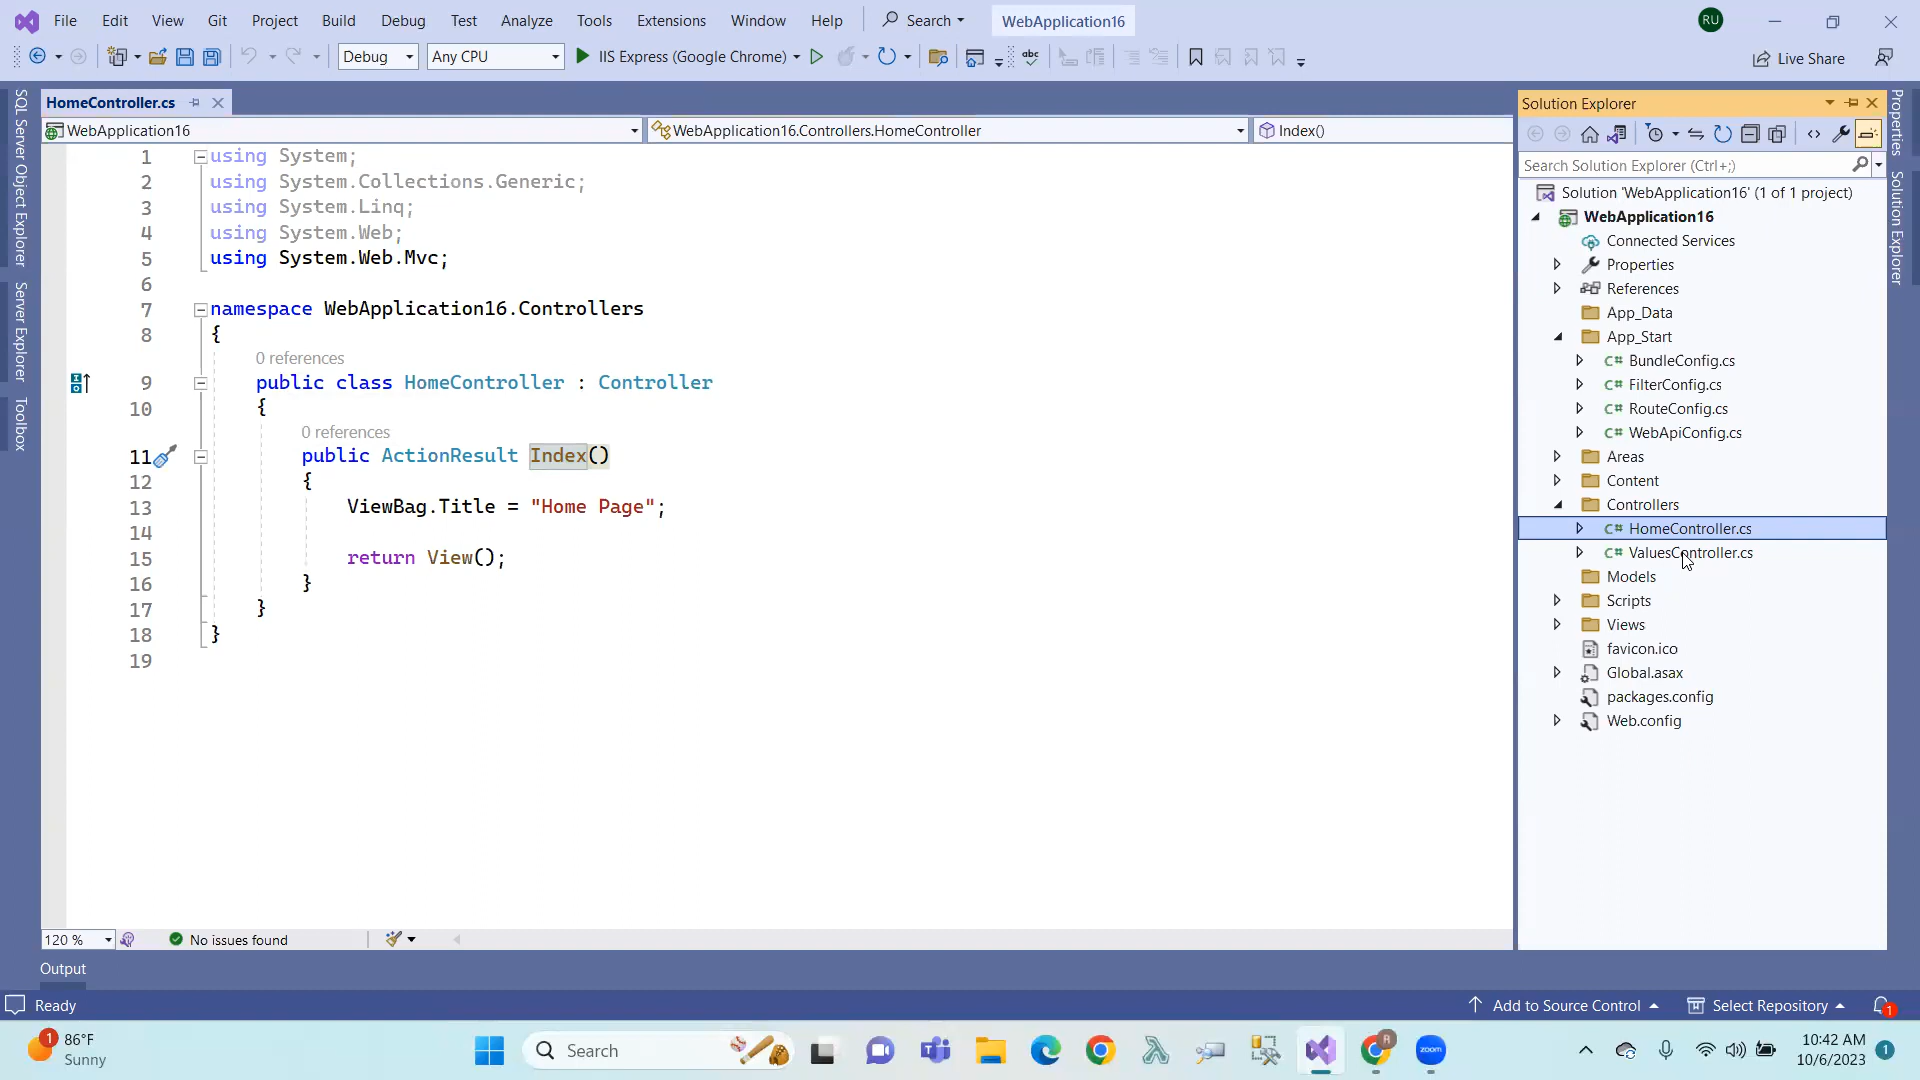 File Edit View Git Project Build Debug Test Analyze Tools Extensions Window Help Search WebApplication16 RU
Debug Any CPU IIS Express (Google Chrome) abc Live Share
HomeController.cs
WebApplication16 WebApplication16.Controllers.HomeController Index()
1 using System;
2 using System.Collections.Generic;
3 using System.Linq;
4 using System.Web;
5 using System.Web.Mvc;
6
7 namespace WebApplication16.Controllers
8 {
0 references
9 public class HomeController : Controller
10 {
0 references
11 public ActionResult Index()
12 {
13 ViewBag.Title = "Home Page";
14
15 return View();
16 }
17 }
18 }
19
120 % No issues found
Output
Ready
SQL Server Object Explorer
Server Explorer
Toolbox
Solution Explorer
Search Solution Explorer (Ctrl+;)
Solution 'WebApplication16' (1 of 1 project)
WebApplication16
Connected Services
Properties
References
App_Data
App_Start
C# BundleConfig.cs
C# FilterConfig.cs
C# RouteConfig.cs
C# WebApiConfig.cs
Areas
Content
Controllers
C# HomeController.cs
C# ValuesController.cs
Models
Scripts
Views
favicon.ico
Global.asax
packages.config
Web.config
Properties
Solution Explorer
Add to Source Control Select Repository 1
1 86°F
Sunny
Search
R
zoom
10:42 AM
10/6/2023
1